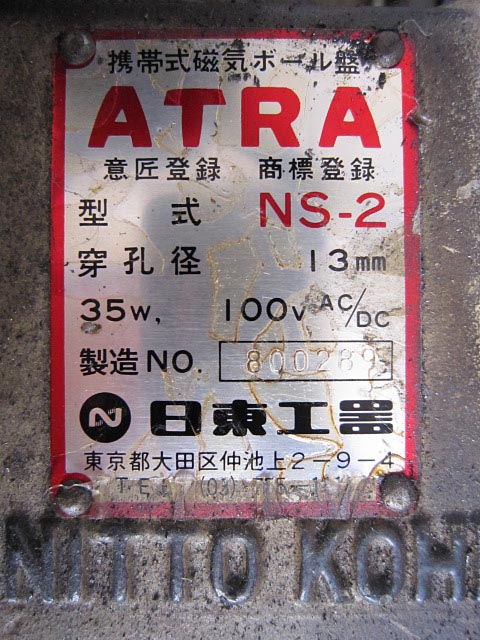 携帯式磁気ボール盤
ATRA
意匠登録 商標登録
型式 NS-2
穿孔径 13mm
35W, 100V AC/DC
製造NO. 800289
日東工器
東京都大田区仲池上2-9-4
TEL (03)
NITTO KOH